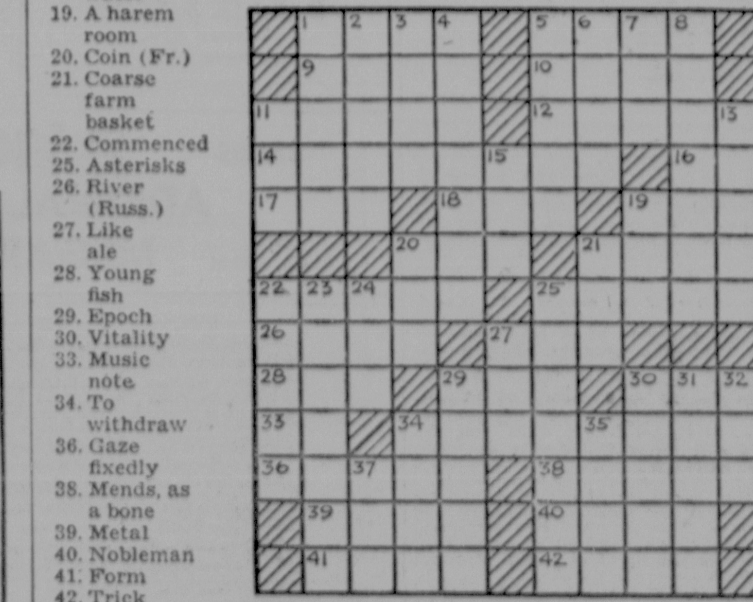 19. A harem
room
20. Coin (Fr.)
21. Coarse
farm
basket
22. Commenced
25. Asterisks
26. River
(Russ.)
27. Like
ale
28. Young
fish
29. Epoch
30. Vitality
33. Music
note
34. To
withdraw
36. Gaze
fixedly
38. Mends, as
a bone
39. Metal
40. Nobleman
41. Form
42. Trick
1 2 3 4 5 6 7 8
9 10
11 12 13
14 15 16
17 18 19
20 21
22 23 24 25
26 27
28 29 30 31 32
33 34 35
36 37 38
39 40
41 42